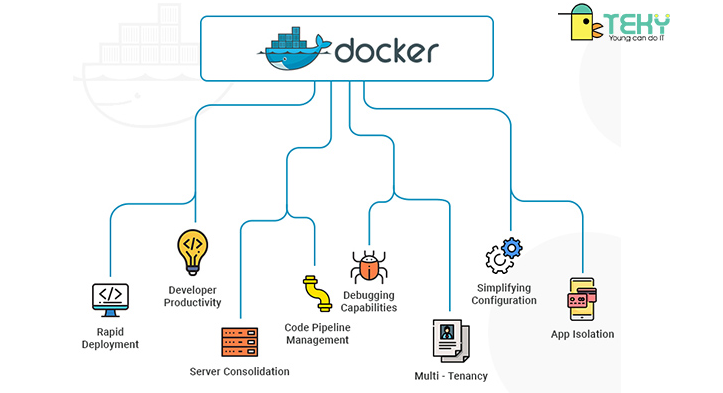 docker
TEKY
Young can do IT
Rapid
Deployment
Developer
Productivity
Server Consolidation
Code Pipeline
Management
Debugging
Capabilities
Multi - Tenancy
Simplifying
Configuration
App Isolation